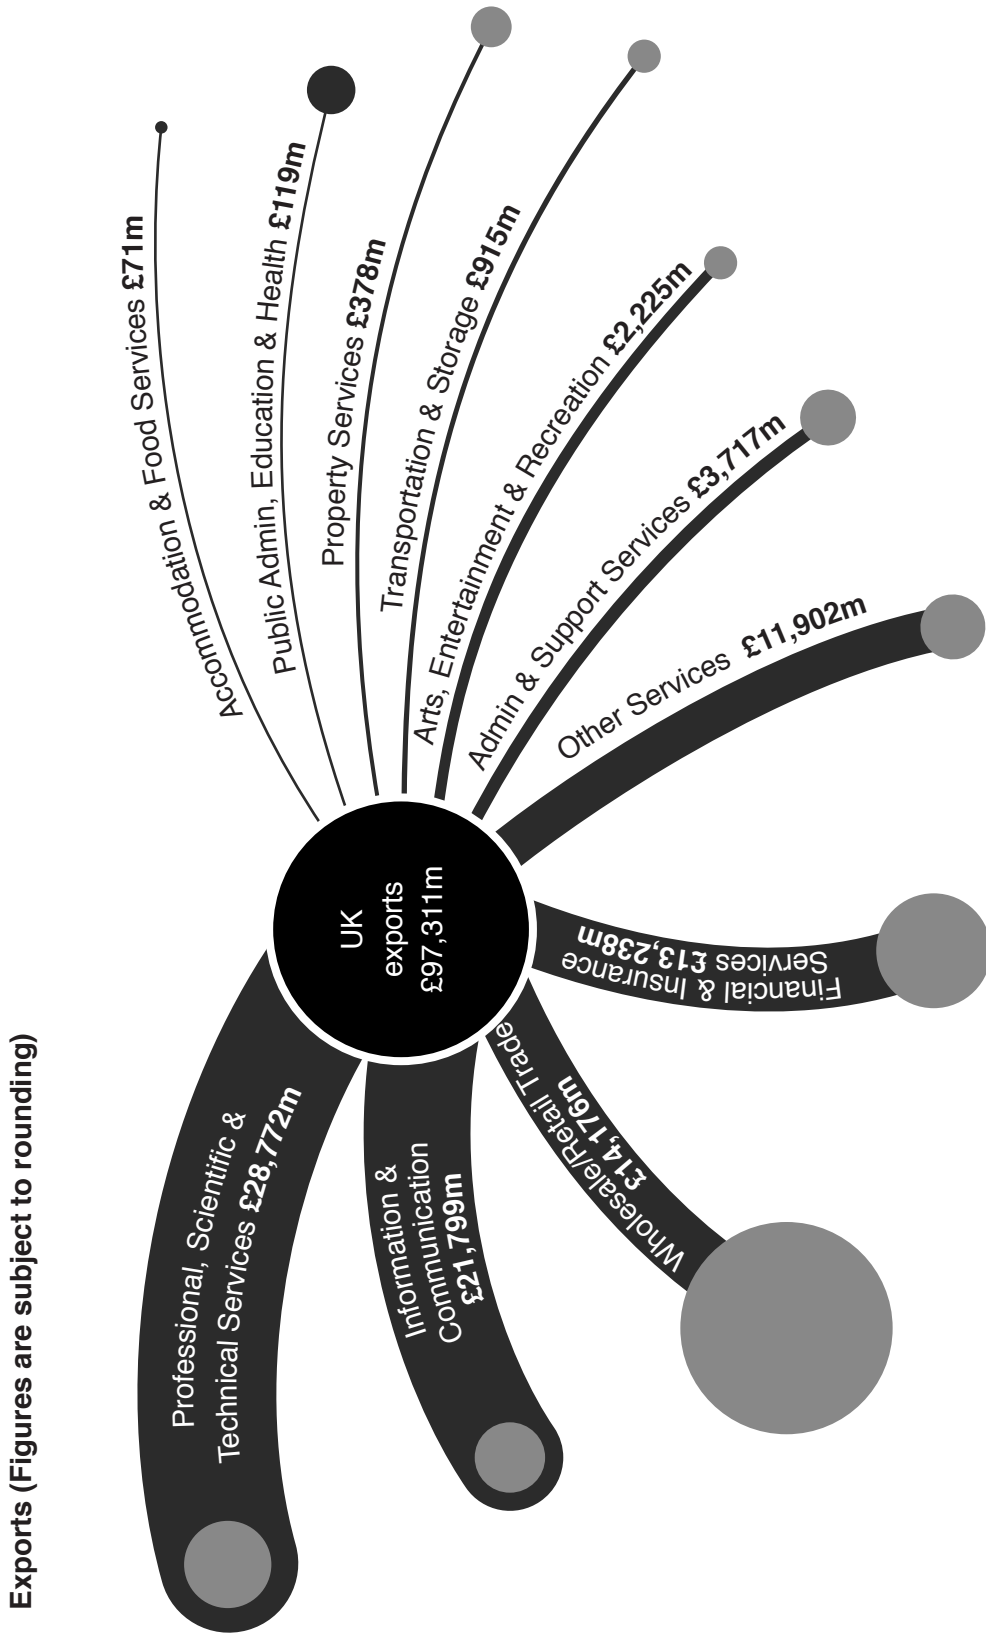 Exports (Figures are subject to rounding)
Accommodation & Food Services £71m
Public Admin, Education & Health £119m
Property Services £378m
Transportation & Storage £915m
Arts, Entertainment & Recreation £2,225m
Admin & Support Services £3,717m
Other Services £11,902m
Financial & Insurance
Services £13,238m
Wholesale/Retail Trade
£14,176m
Information &
Communication
£21,799m
Professional, Scientific &
Technical Services £28,772m
UK
exports
£97,311m